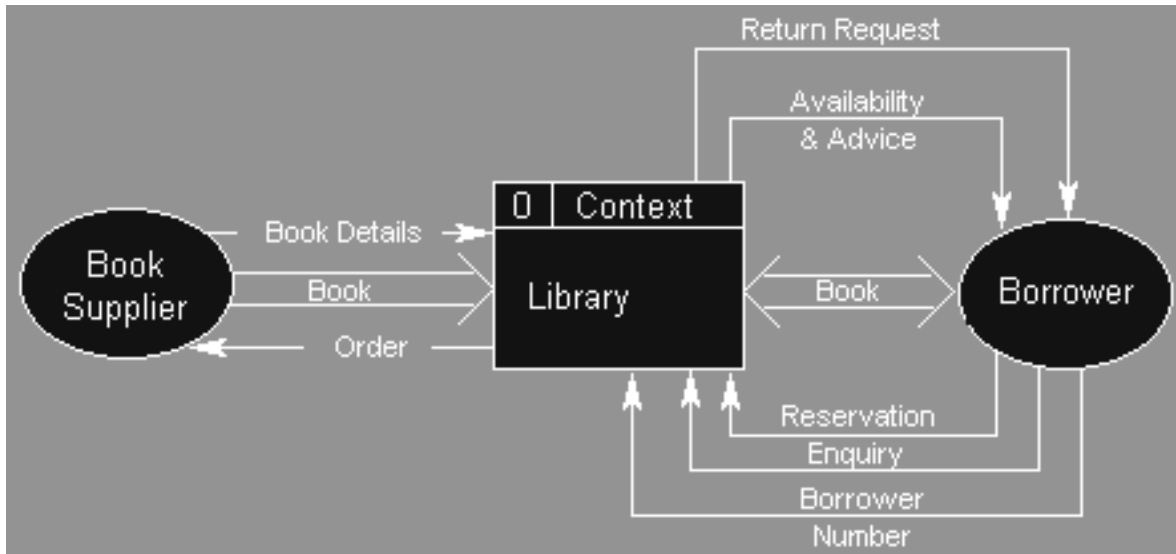 Return Request
Availability
& Advice
0 Context
Book Details
Book
Supplier
Book
Library
Book
Borrower
Order
Reservation
Enquiry
Borrower
Number